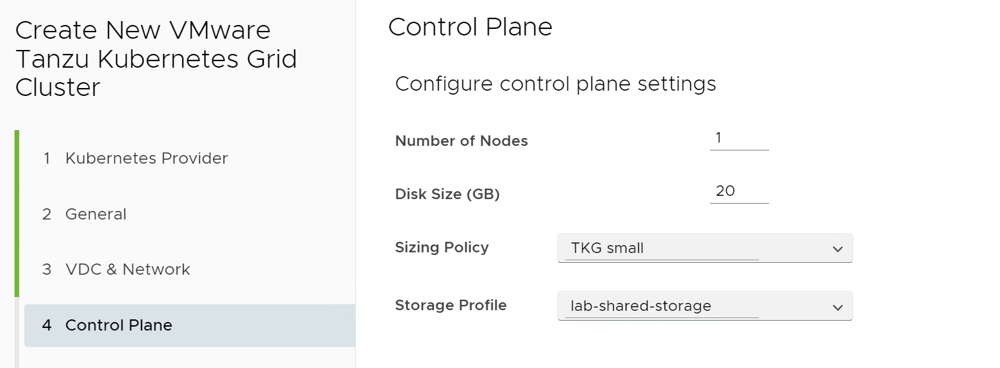 Create New VMware
Tanzu Kubernetes Grid
Cluster
1 Kubernetes Provider
2 General
3 VDC & Network
4 Control Plane
Control Plane
Configure control plane settings
Number of Nodes 1
Disk Size (GB) 20
Sizing Policy TKG small
Storage Profile lab-shared-storage